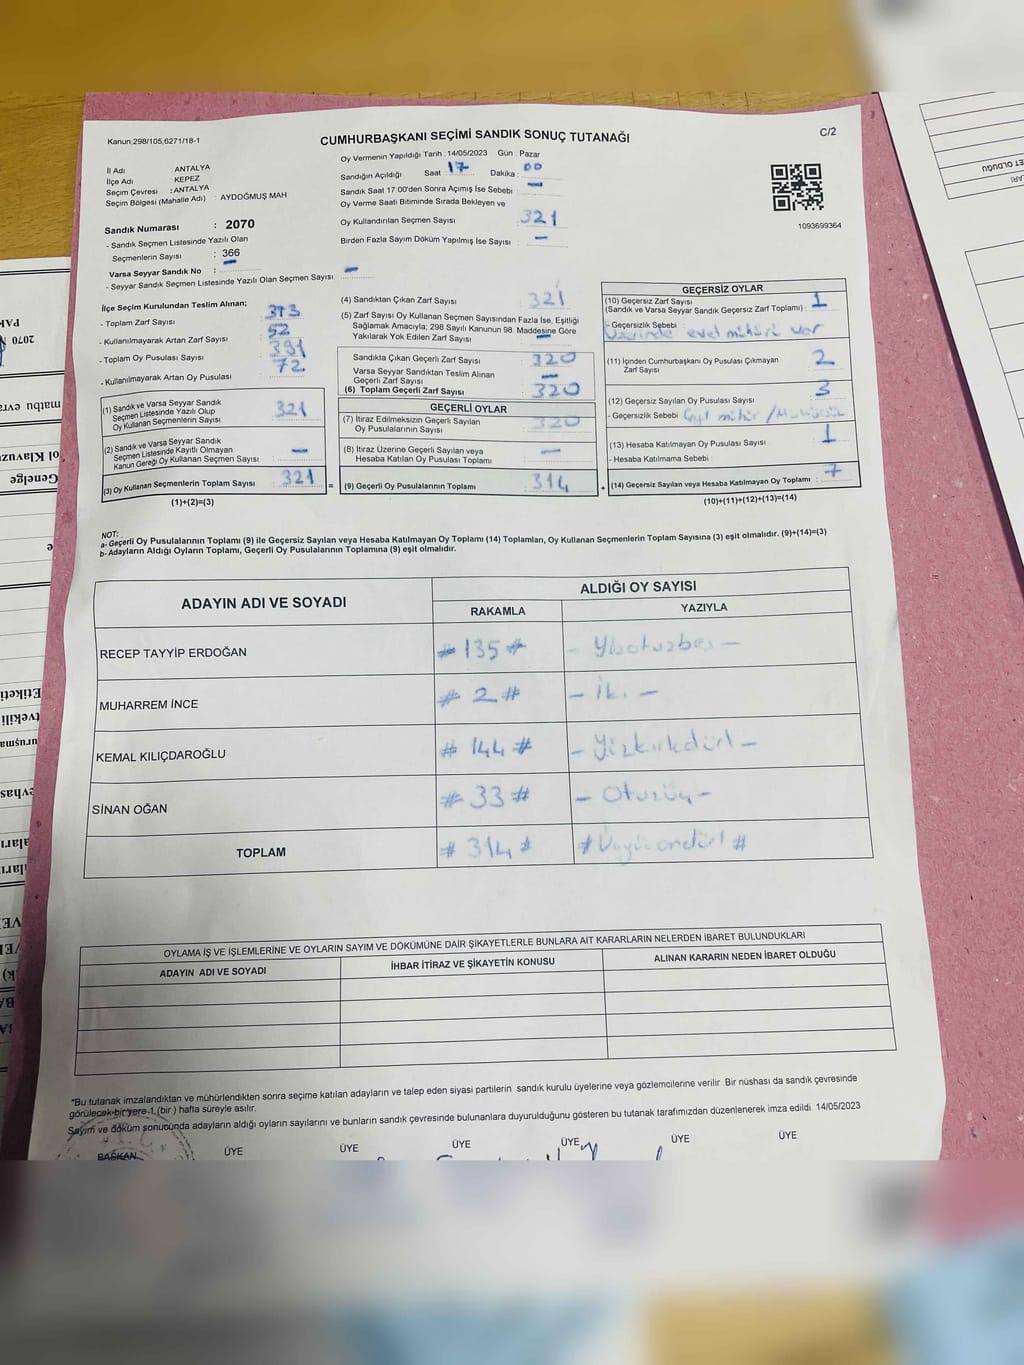 Kanun 298/105,6271/18-1
CUMHURBAŞKANI SEÇİMİ SANDIK SONUÇ TUTANAĞI
C/2
İl Adı : ANTALYA
İlçe Adı : KEPEZ
Seçim Çevresi : ANTALYA
Seçim Bölgesi (Mahalle Adı) : AYDOĞMUŞ MAH
Sandık Numarası : 2070
- Sandık Seçmen Listesinde Yazılı Olan
Seçmenlerin Sayısı : 366
Varsa Seyyar Sandık No : -
- Seyyar Sandık Seçmen Listesinde Yazılı Olan Seçmen Sayısı : -
Oy Vermenin Yapıldığı Tarih : 14/05/2023 Gün : Pazar
Sandığın Açıldığı Saat 17 Dakika : 00
Sandık Saat 17 00'den Sonra Açımış İse Sebebi : -
Oy Verme Saati Bitiminde Sırada Bekleyen ve
Oy Kullandırılan Seçmen Sayısı : 321
Birden Fazla Sayım Döküm Yapılmış İse Sayısı : -
1093699364
İlçe Seçim Kurulundan Teslim Alınan;
- Toplam Zarf Sayısı : 373
- Kullanılmayarak Artan Zarf Sayısı : 52
- Toplam Oy Pusulası Sayısı : 391
- Kullanılmayarak Artan Oy Pusulası : 72
(1) Sandık ve Varsa Seyyar Sandık
Seçmen Listesinde Yazılı Olup
Oy Kullanan Seçmenlerin Sayısı : 321
(2) Sandık ve Varsa Seyyar Sandık
Seçmen Listesinde Kayıtlı Olmayan
Kanun Gereği Oy Kullanan Seçmen Sayısı : -
(3) Oy Kullanan Seçmenlerin Toplam Sayısı : 321 =
(1)+(2)=(3)
(4) Sandıktan Çıkan Zarf Sayısı : 321
(5) Zarf Sayısı Oy Kullanan Seçmen Sayısından Fazla İse, Eşitliği
Sağlamak Amacıyla; 298 Sayılı Kanunun 98. Maddesine Göre
Yakılarak Yok Edilen Zarf Sayısı : -
Sandıkta Çıkan Geçerli Zarf Sayısı : 320
Varsa Seyyar Sandıktan Teslim Alınan
Geçerli Zarf Sayısı : -
(6) Toplam Geçerli Zarf Sayısı : 320
GEÇERLİ OYLAR
(7) İtiraz Edilmeksizin Geçerli Sayılan
Oy Pusulalarının Sayısı : 320
(8) İtiraz Üzerine Geçerli Sayılan veya
Hesaba Katılan Oy Pusulası Toplamı : -
(9) Geçerli Oy Pusulalarının Toplamı : 314 +
GEÇERSİZ OYLAR
(10) Geçersiz Zarf Sayısı : 1
(Sandık ve Varsa Seyyar Sandık Geçersiz Zarf Toplamı)
- Geçersizlik Sebebi
Üzerinde evet mührü var
(11) İçinden Cumhurbaşkanı Oy Pusulası Çıkmayan
Zarf Sayısı : 2
(12) Geçersiz Sayılan Oy Pusulası Sayısı : 3
- Geçersizlik Sebebi
(13) Hesaba Katılmayan Oy Pusulası Sayısı : 1
- Hesaba Katılmama Sebebi :
(14) Geçersiz Sayılan veya Hesaba Katılmayan Oy Toplamı : 7
(10)+(11)+(12)+(13)=(14)
NOT:
a- Geçerli Oy Pusulalarının Toplamı (9) ile Geçersiz Sayılan veya Hesaba Katılmayan Oy Toplamı (14) Toplamları, Oy Kullanan Seçmenlerin Toplam Sayısına (3) eşit olmalıdır. (9)+(14)=(3)
b- Adayların Aldığı Oyların Toplamı, Geçerli Oy Pusulalarının Toplamına (9) eşit olmalıdır.
ADAYIN ADI VE SOYADI
ALDIĞI OY SAYISI
RAKAMLA YAZIYLA
RECEP TAYYİP ERDOĞAN # 135 # - Yüzotuzbeş -
MUHARREM İNCE # 2 # - İki -
KEMAL KILIÇDAROĞLU # 144 # - Yüzkırkdört -
SİNAN OĞAN # 33 # - Otuzüç -
TOPLAM # 314 # # Üçyüzondört #
OYLAMA İŞ VE İŞLEMLERİNE VE OYLARIN SAYIM VE DÖKÜMÜNE DAİR ŞİKAYETLERLE BUNLARA AİT KARARLARIN NELERDEN İBARET BULUNDUKLARI
ADAYIN ADI VE SOYADI İHBAR İTİRAZ VE ŞİKAYETİN KONUSU ALINAN KARARIN NEDEN İBARET OLDUĞU
*Bu tutanak imzalandıktan ve mühürlendikten sonra seçime katılan adayların ve talep eden siyasi partilerin sandık kurulu üyelerine veya gözlemcilerine verilir. Bir nüshası da sandık çevresinde
görülecek bir yere 1 (bir ) hafta süreyle asılır.
Sayım ve döküm sonucunda adayların aldığı oyların sayılarını ve bunların sandık çevresinde bulunanlara duyurulduğunu gösteren bu tutanak tarafımızdan düzenlenerek imza edildi. 14/05/2023
BAŞKAN ÜYE ÜYE ÜYE ÜYE ÜYE ÜYE